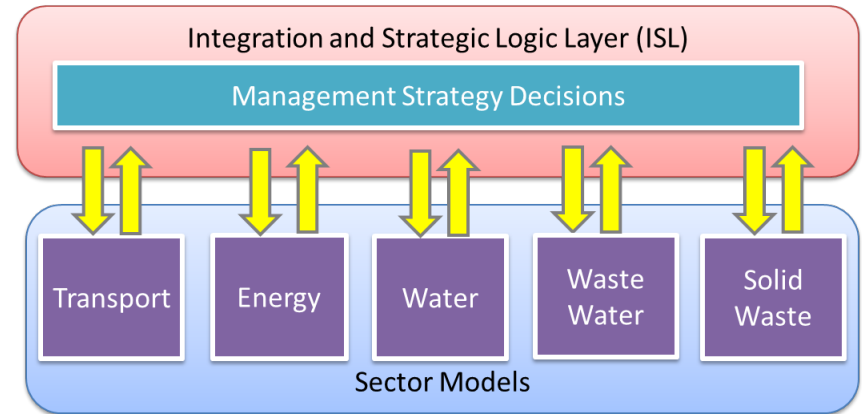 Integration and Strategic Logic Layer (ISL)
Management Strategy Decisions
Transport
Energy
Water
Waste
Water
Solid
Waste
Sector Models